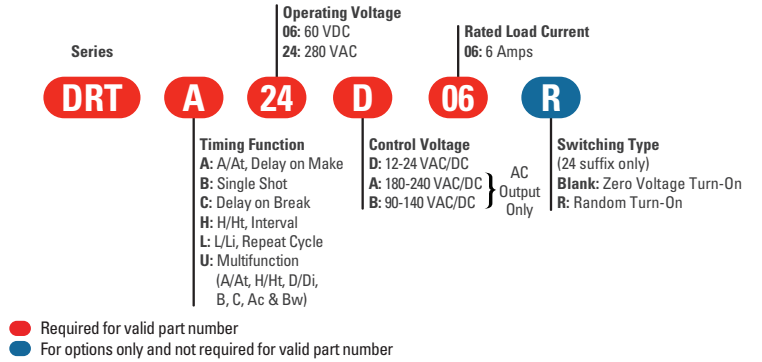 Operating Voltage
06: 60 VDC
24: 280 VAC
Rated Load Current
06: 6 Amps
Series
DRT A 24 D 06 R
Timing Function
A: A/At, Delay on Make
B: Single Shot
C: Delay on Break
H: H/Ht, Interval
L: L/Li, Repeat Cycle
U: Multifunction
(A/At, H/Ht, D/Di,
B, C, Ac & Bw)
Control Voltage
D: 12-24 VAC/DC
A: 180-240 VAC/DC
B: 90-140 VAC/DC
AC
Output
Only
Switching Type
(24 suffix only)
Blank: Zero Voltage Turn-On
R: Random Turn-On
Required for valid part number
For options only and not required for valid part number